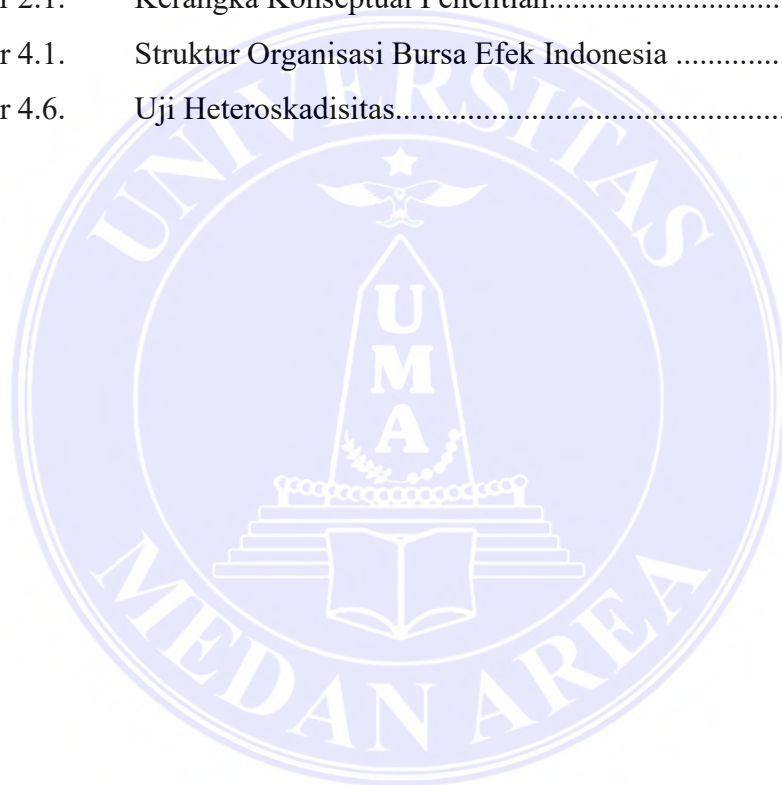 r 2.1. Kerangka Konseptual Penelitian....................................
r 4.1. Struktur Organisasi Bursa Efek Indonesia .............
r 4.6. Uji Heteroskadisitas.................................................
UNIVERSITAS
U
M
A
MEDAN AREA